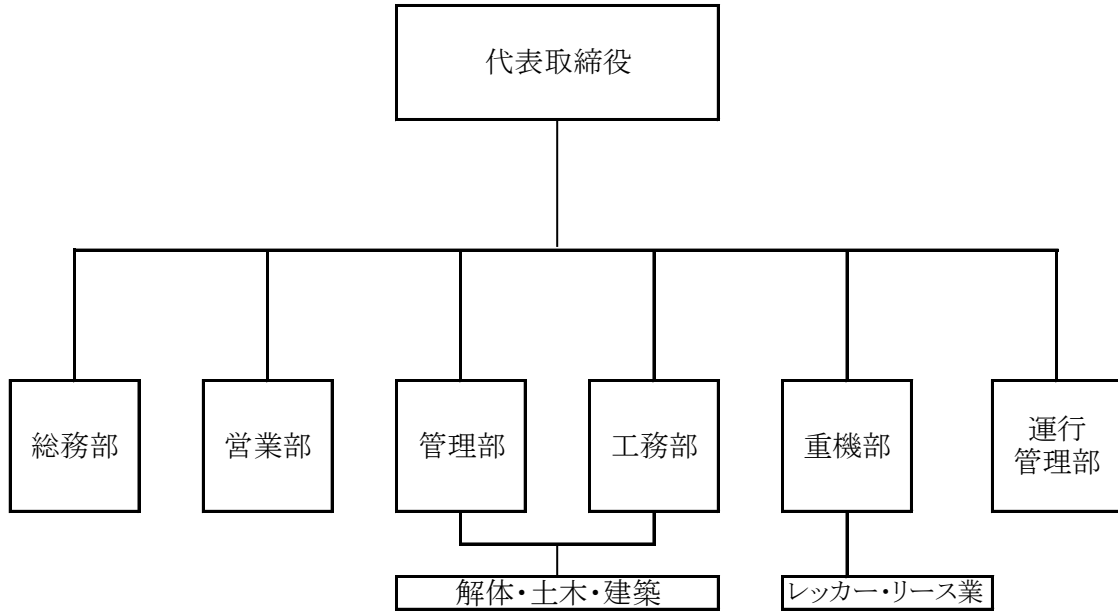 代表取締役
総務部
営業部
管理部
工務部
重機部
運行
管理部
解体・土木・建築
レッカー・リース業